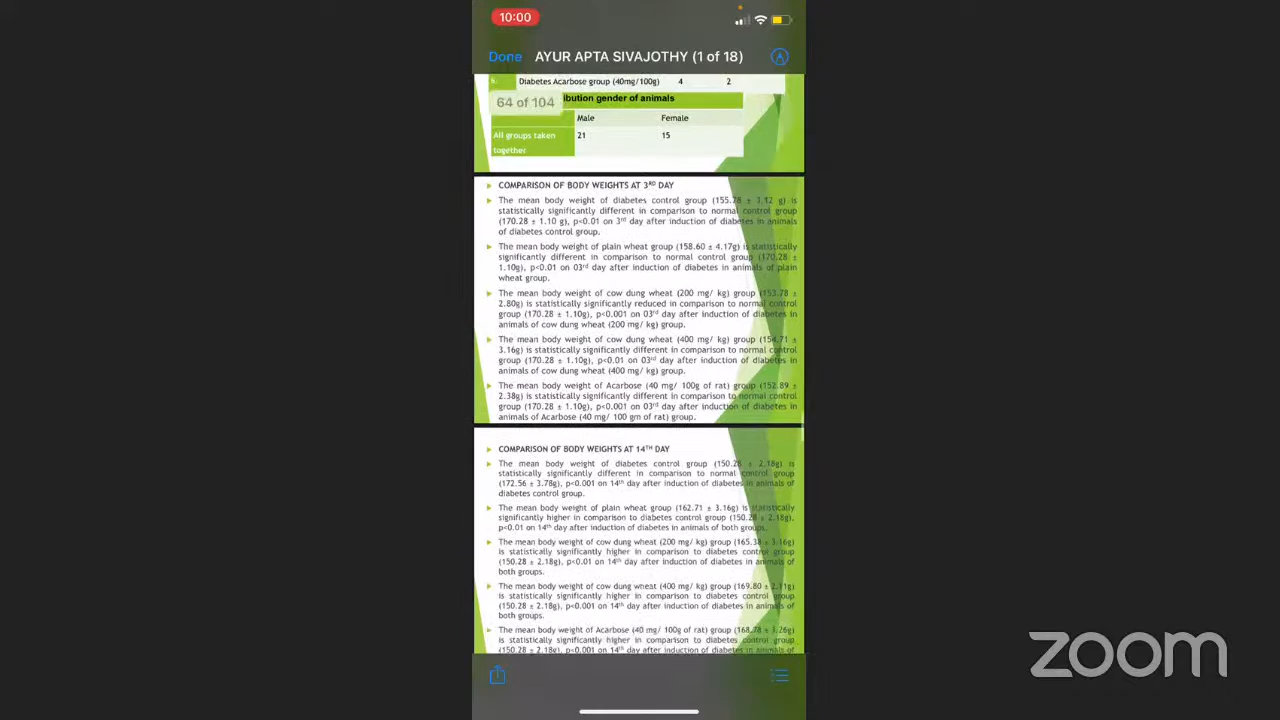 10:00
Done AYUR APTA SIVAJOTHY (1 of 18)
Diabetes Acarbose group (40mg/100g) 4 2
64 of 104
ibution gender of animals
Male Female
All groups taken together 21 15
COMPARISON OF BODY WEIGHTS AT 3RD DAY
The mean body weight of diabetes control group (155.78 ± 3.12 g) is
statistically significantly different in comparison to normal control group
(170.28 ± 1.10 g), p<0.01 on 3rd day after induction of diabetes in animals
of diabetes control group.
The mean body weight of plain wheat group (158.60 ± 4.17g) is statistically
significantly different in comparison to normal control group (170.28 ±
1.10g), p<0.01 on 03rd day after induction of diabetes in animals of plain
wheat group.
The mean body weight of cow dung wheat (200 mg/ kg) group (153.78 ±
2.80g) is statistically significantly reduced in comparison to normal control
group (170.28 ± 1.10g), p<0.001 on 03rd day after induction of diabetes in
animals of cow dung wheat (200 mg/ kg) group.
The mean body weight of cow dung wheat (400 mg/ kg) group (154.71 ±
3.16g) is statistically significantly different in comparison to normal control
group (170.28 ± 1.10g), p<0.01 on 03rd day after induction of diabetes in
animals of cow dung wheat (400 mg/ kg) group.
The mean body weight of Acarbose (40 mg/ 100g of rat) group (152.89 ±
2.38g) is statistically significantly different in comparison to normal control
group (170.28 ± 1.10g), p<0.001 on 03rd day after induction of diabetes in
animals of Acarbose (40 mg/ 100 gm of rat) group.
COMPARISON OF BODY WEIGHTS AT 14TH DAY
The mean body weight of diabetes control group (150.28 ± 2.18g) is
statistically significantly different in comparison to normal control group
(172.56 ± 3.78g), p<0.001 on 14th day after induction of diabetes in animals of
diabetes control group.
The mean body weight of plain wheat group (162.71 ± 3.16g) is statistically
significantly higher in comparison to diabetes control group (150.28 ± 2.18g),
p<0.01 on 14th day after induction of diabetes in animals of both groups.
The mean body weight of cow dung wheat (200 mg/ kg) group ± 3.16g)
is statistically significantly higher in comparison to diabetes control group
(150.28 ± 2.18g), p<0.01 on 14th day after induction of diabetes in animals of
both groups.
The mean body weight of cow dung wheat (400 mg/ kg) group (169.80 ±
is statistically significantly higher in comparison to diabetes control group
(150.28 ± 2.18g), p<0.001 on 14th day after induction of diabetes in animals of
both groups.
The mean body weight of Acarbose (40 mg/ 100g of rat) group (168.78 ± 3.26g)
is statistically significantly higher in comparison to diabetes control group
(150.28 ± 2.18g), p<0.001 on 14th day after induction of diabetes in animals of
zoom